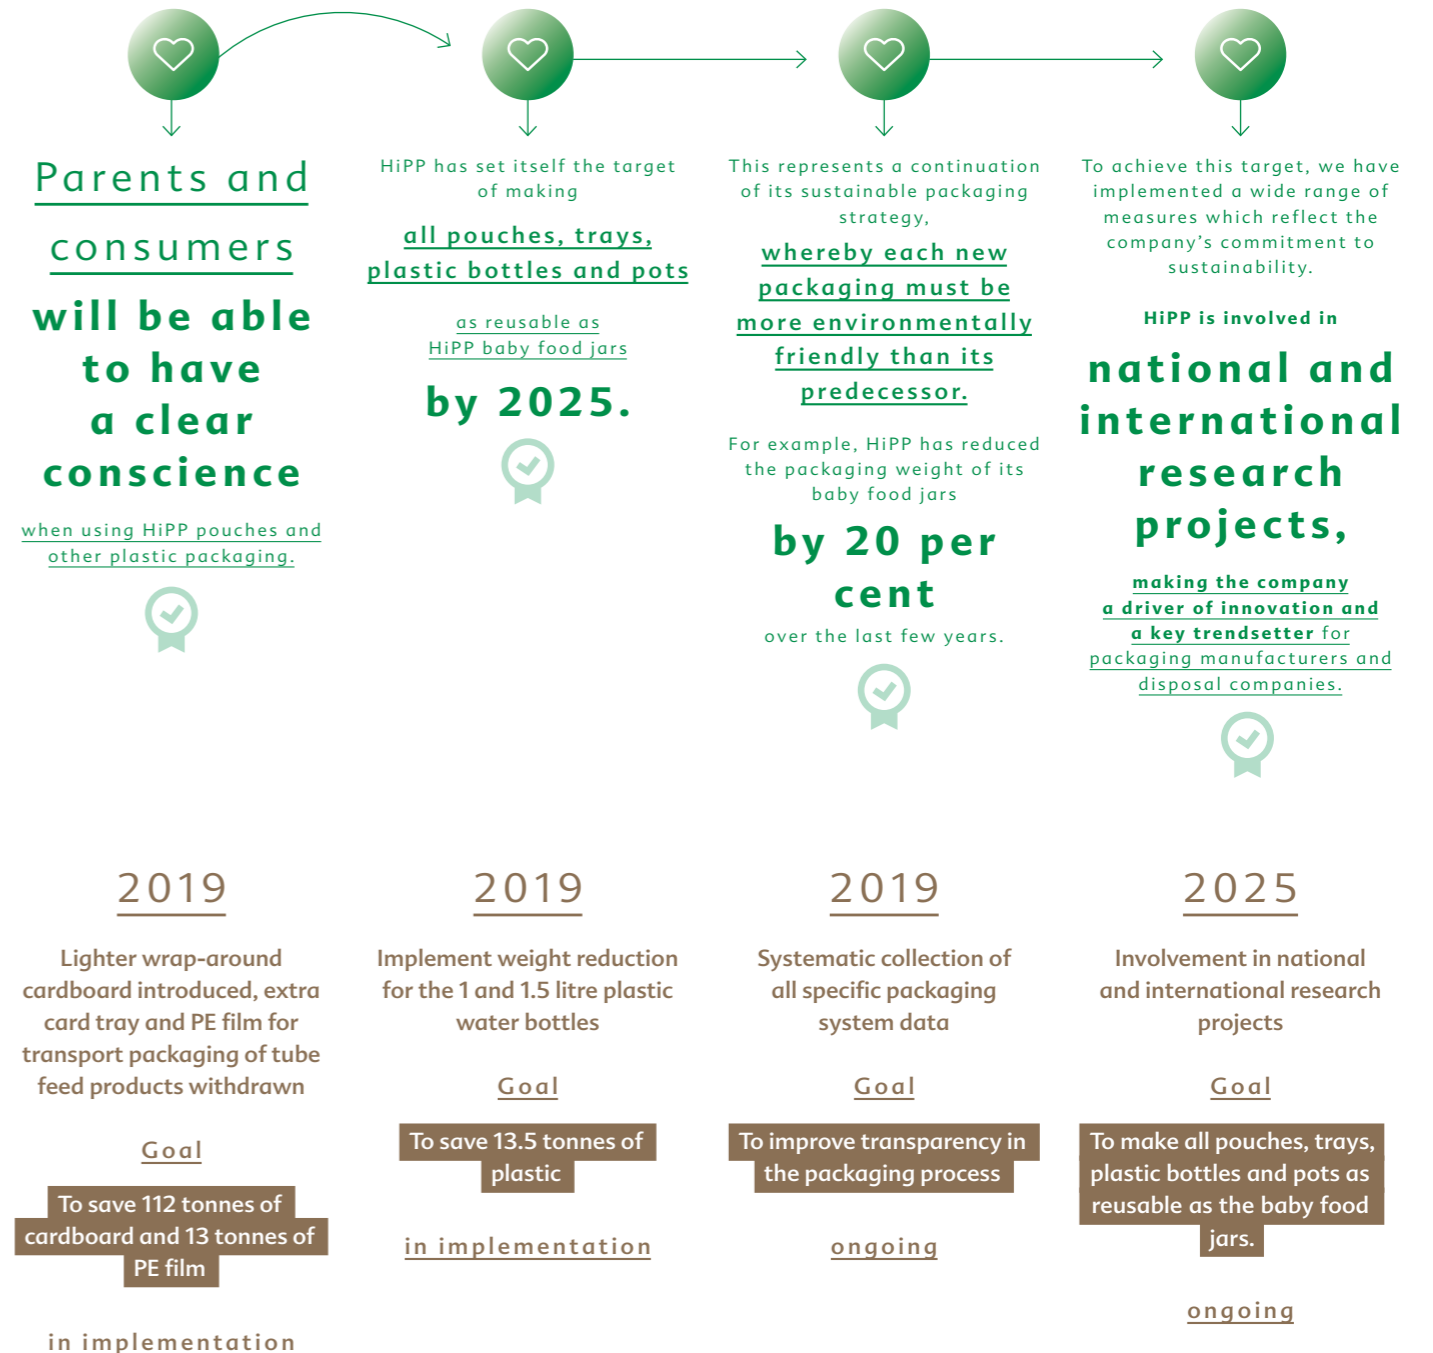 Parents and
consumers
will be able
to have
a clear
conscience
when using HiPP pouches and
other plastic packaging.
HiPP has set itself the target
of making
all pouches, trays,
plastic bottles and pots
as reusable as
HiPP baby food jars
by 2025.
This represents a continuation
of its sustainable packaging
strategy,
whereby each new
packaging must be
more environmentally
friendly than its
predecessor.
For example, HiPP has reduced
the packaging weight of its
baby food jars
by 20 per
cent
over the last few years.
To achieve this target, we have
implemented a wide range of
measures which reflect the
company’s commitment to
sustainability.
HiPP is involved in
national and
international
research
projects,
making the company
a driver of innovation and
a key trendsetter for
packaging manufacturers and
disposal companies.
2019
Lighter wrap-around
cardboard introduced, extra
card tray and PE film for
transport packaging of tube
feed products withdrawn
Goal
To save 112 tonnes of
cardboard and 13 tonnes of
PE film
in implementation
2019
Implement weight reduction
for the 1 and 1.5 litre plastic
water bottles
Goal
To save 13.5 tonnes of
plastic
in implementation
2019
Systematic collection of
all specific packaging
system data
Goal
To improve transparency in
the packaging process
ongoing
2025
Involvement in national
and international research
projects
Goal
To make all pouches, trays,
plastic bottles and pots as
reusable as the baby food
jars.
ongoing